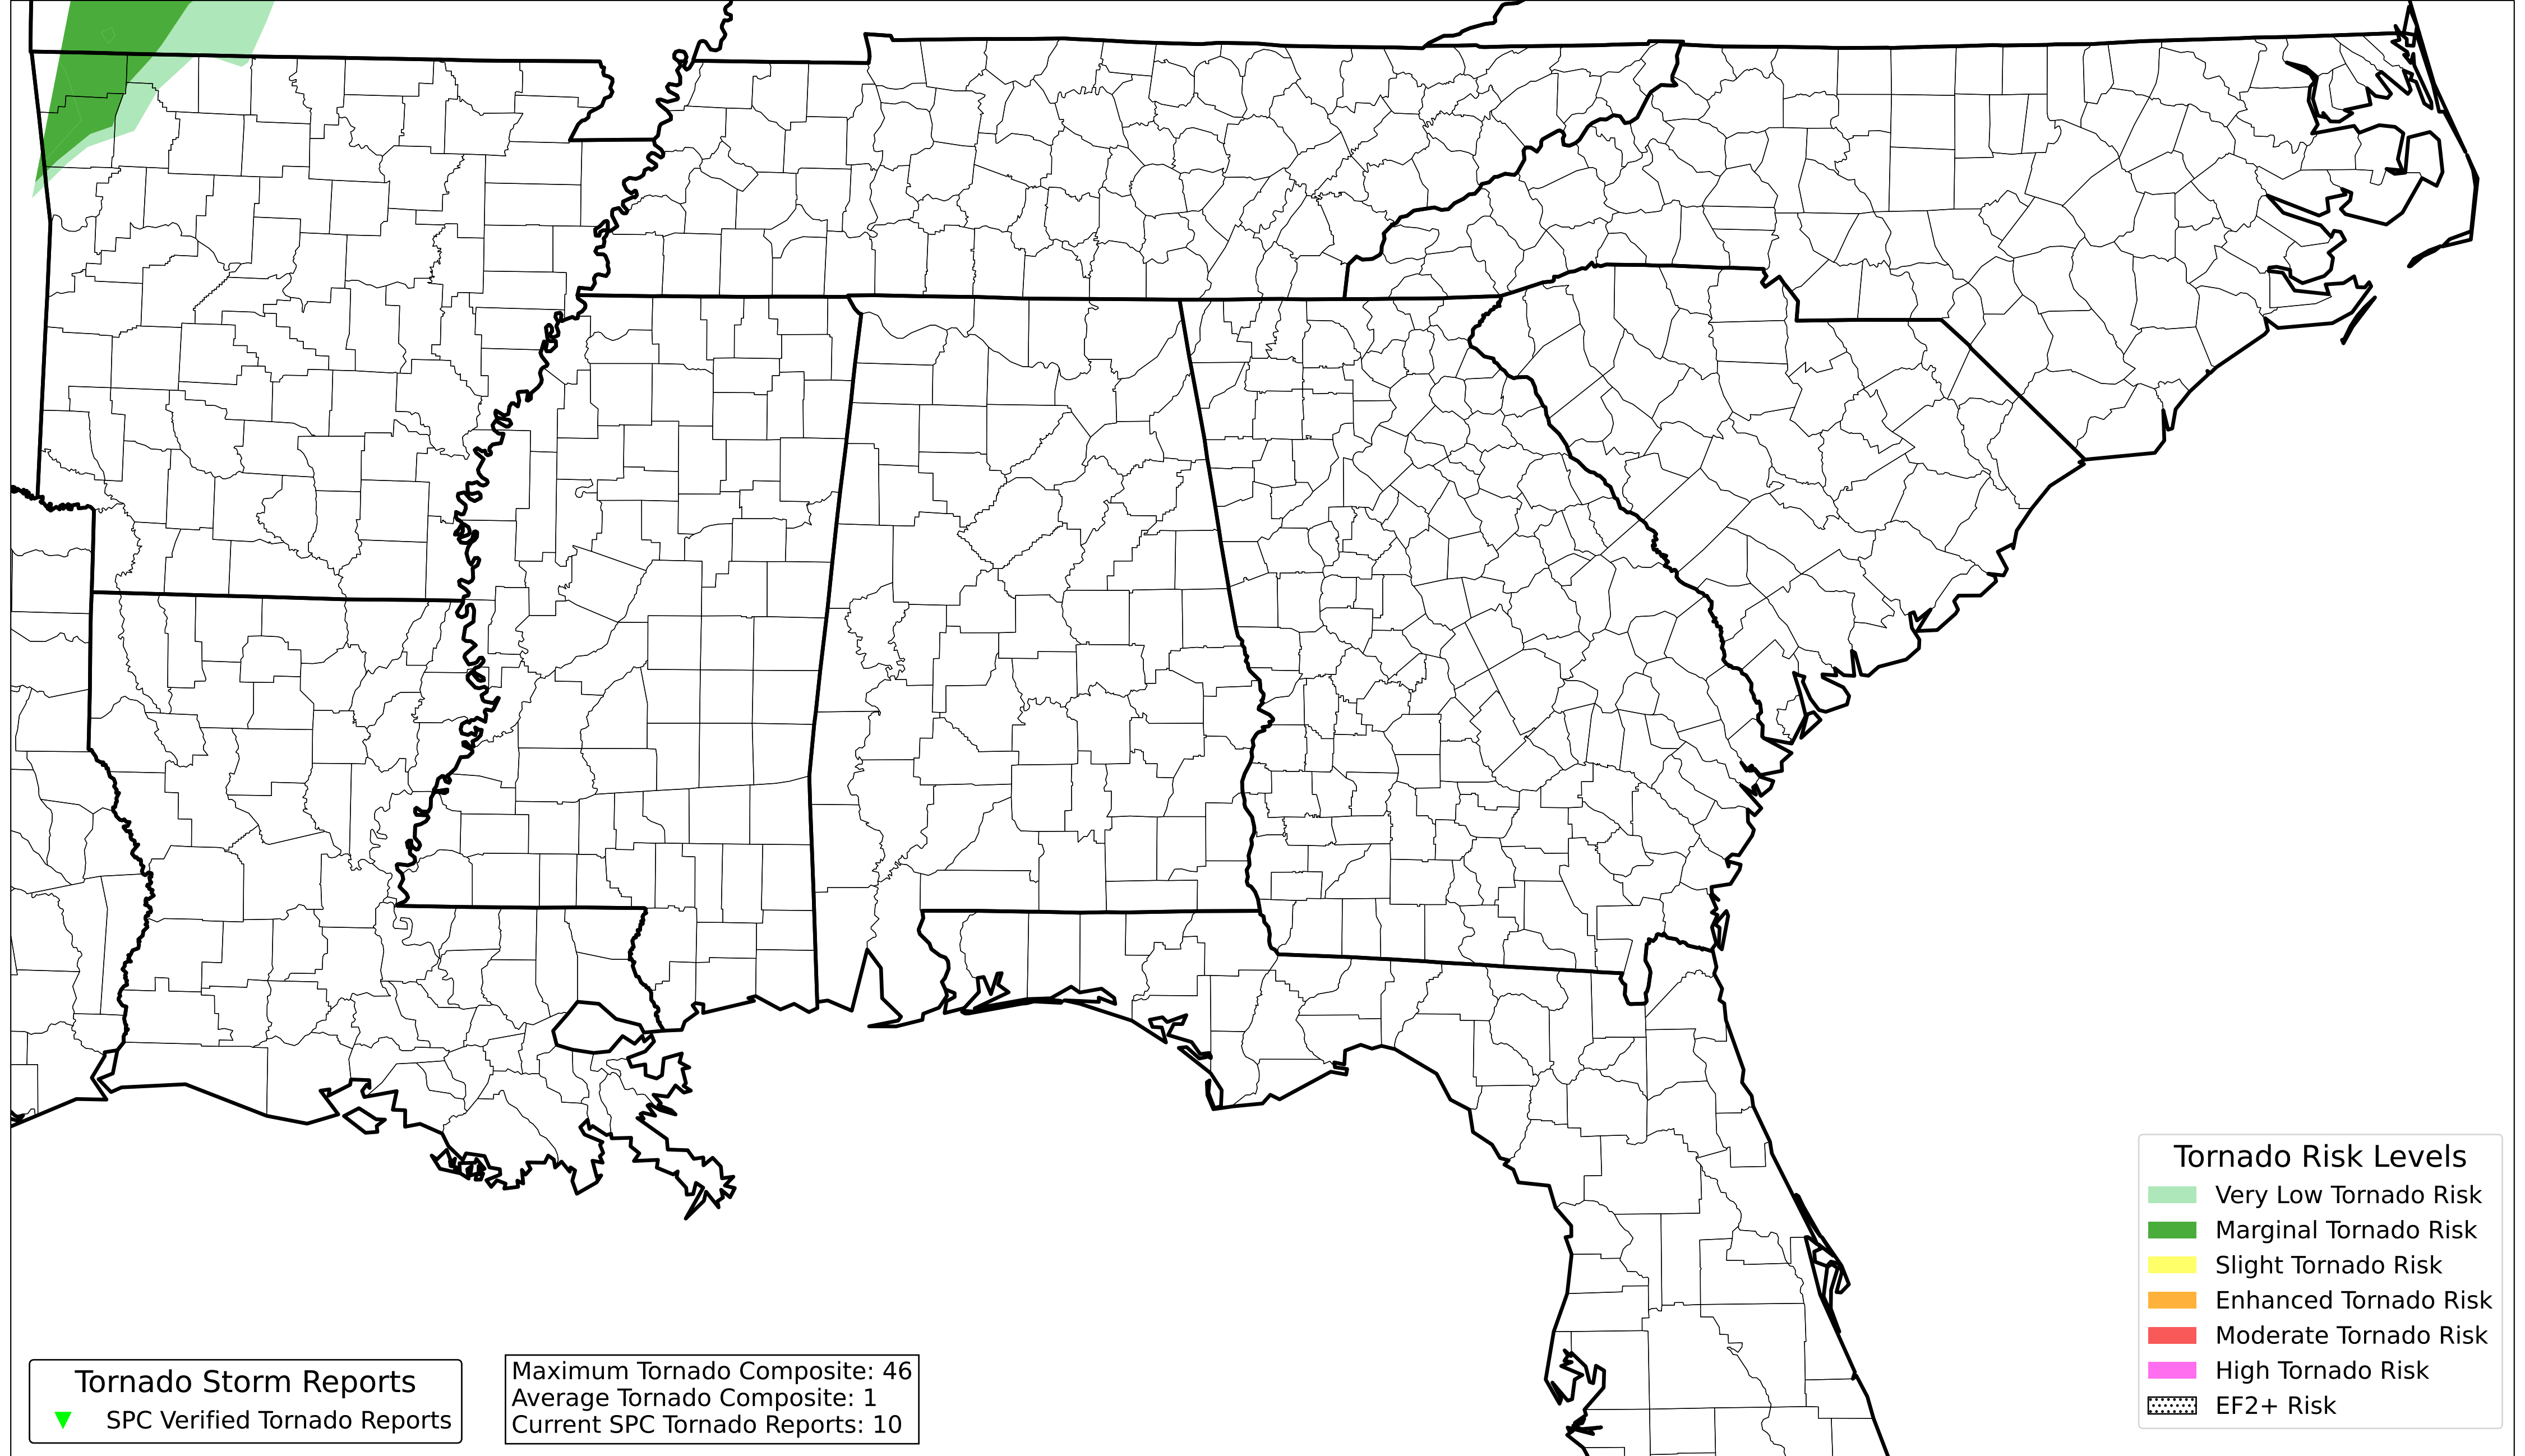 Tornado Risk Levels
Very Low Tornado Risk
Marginal Tornado Risk
Slight Tornado Risk
Enhanced Tornado Risk
Moderate Tornado Risk
High Tornado Risk
EF2+ Risk
Tornado Storm Reports
SPC Verified Tornado Reports
Maximum Tornado Composite: 46
Average Tornado Composite: 1
Current SPC Tornado Reports: 10